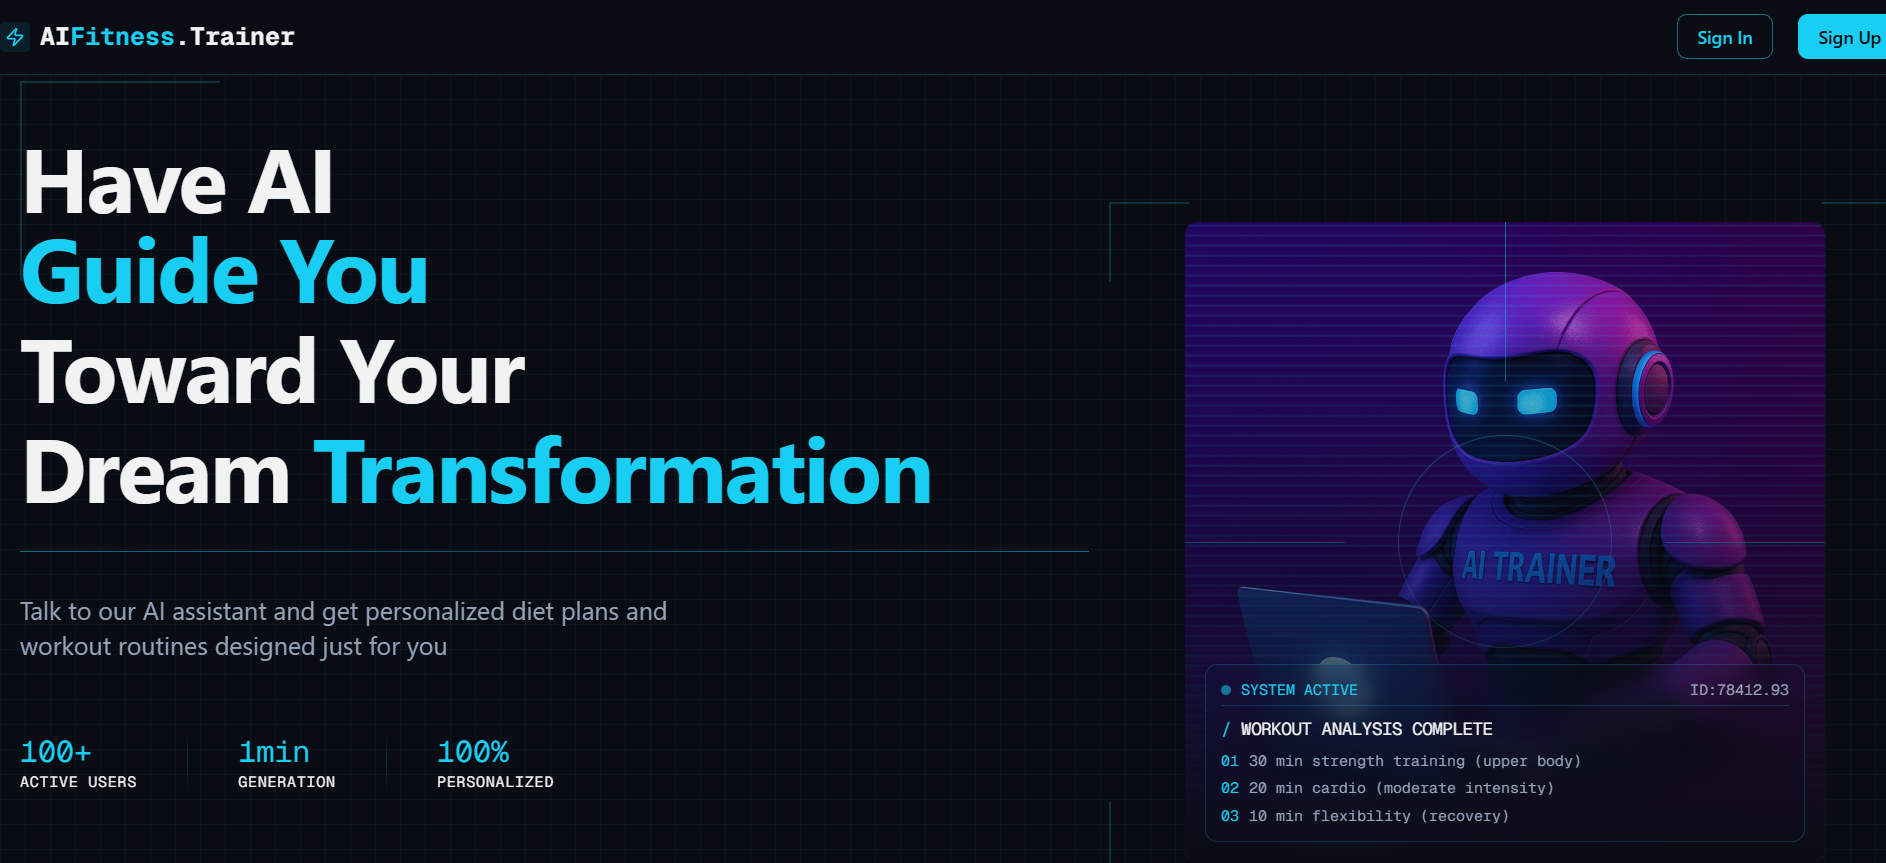 AIFitness.Trainer
Sign In
Sign Up
Have AI
Guide You
Toward Your
Dream Transformation
Talk to our AI assistant and get personalized diet plans and
workout routines designed just for you
100+
ACTIVE USERS
1min
GENERATION
100%
PERSONALIZED
AI TRAINER
SYSTEM ACTIVE
ID:78412.93
/ WORKOUT ANALYSIS COMPLETE
01 30 min strength training (upper body)
02 20 min cardio (moderate intensity)
03 10 min flexibility (recovery)